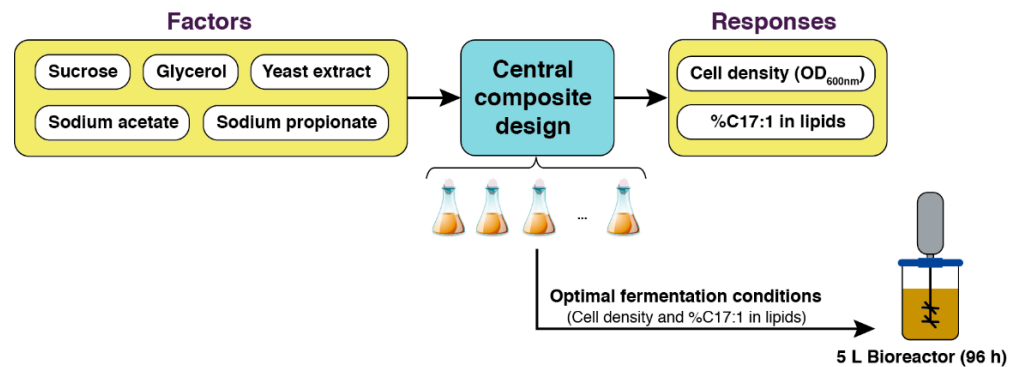 Factors
Sucrose
Glycerol
Yeast extract
Sodium acetate
Sodium propionate
Central
composite
design
Responses
Cell density (OD600nm)
%C17:1 in lipids
...
Optimal fermentation conditions
(Cell density and %C17:1 in lipids)
5 L Bioreactor (96 h)